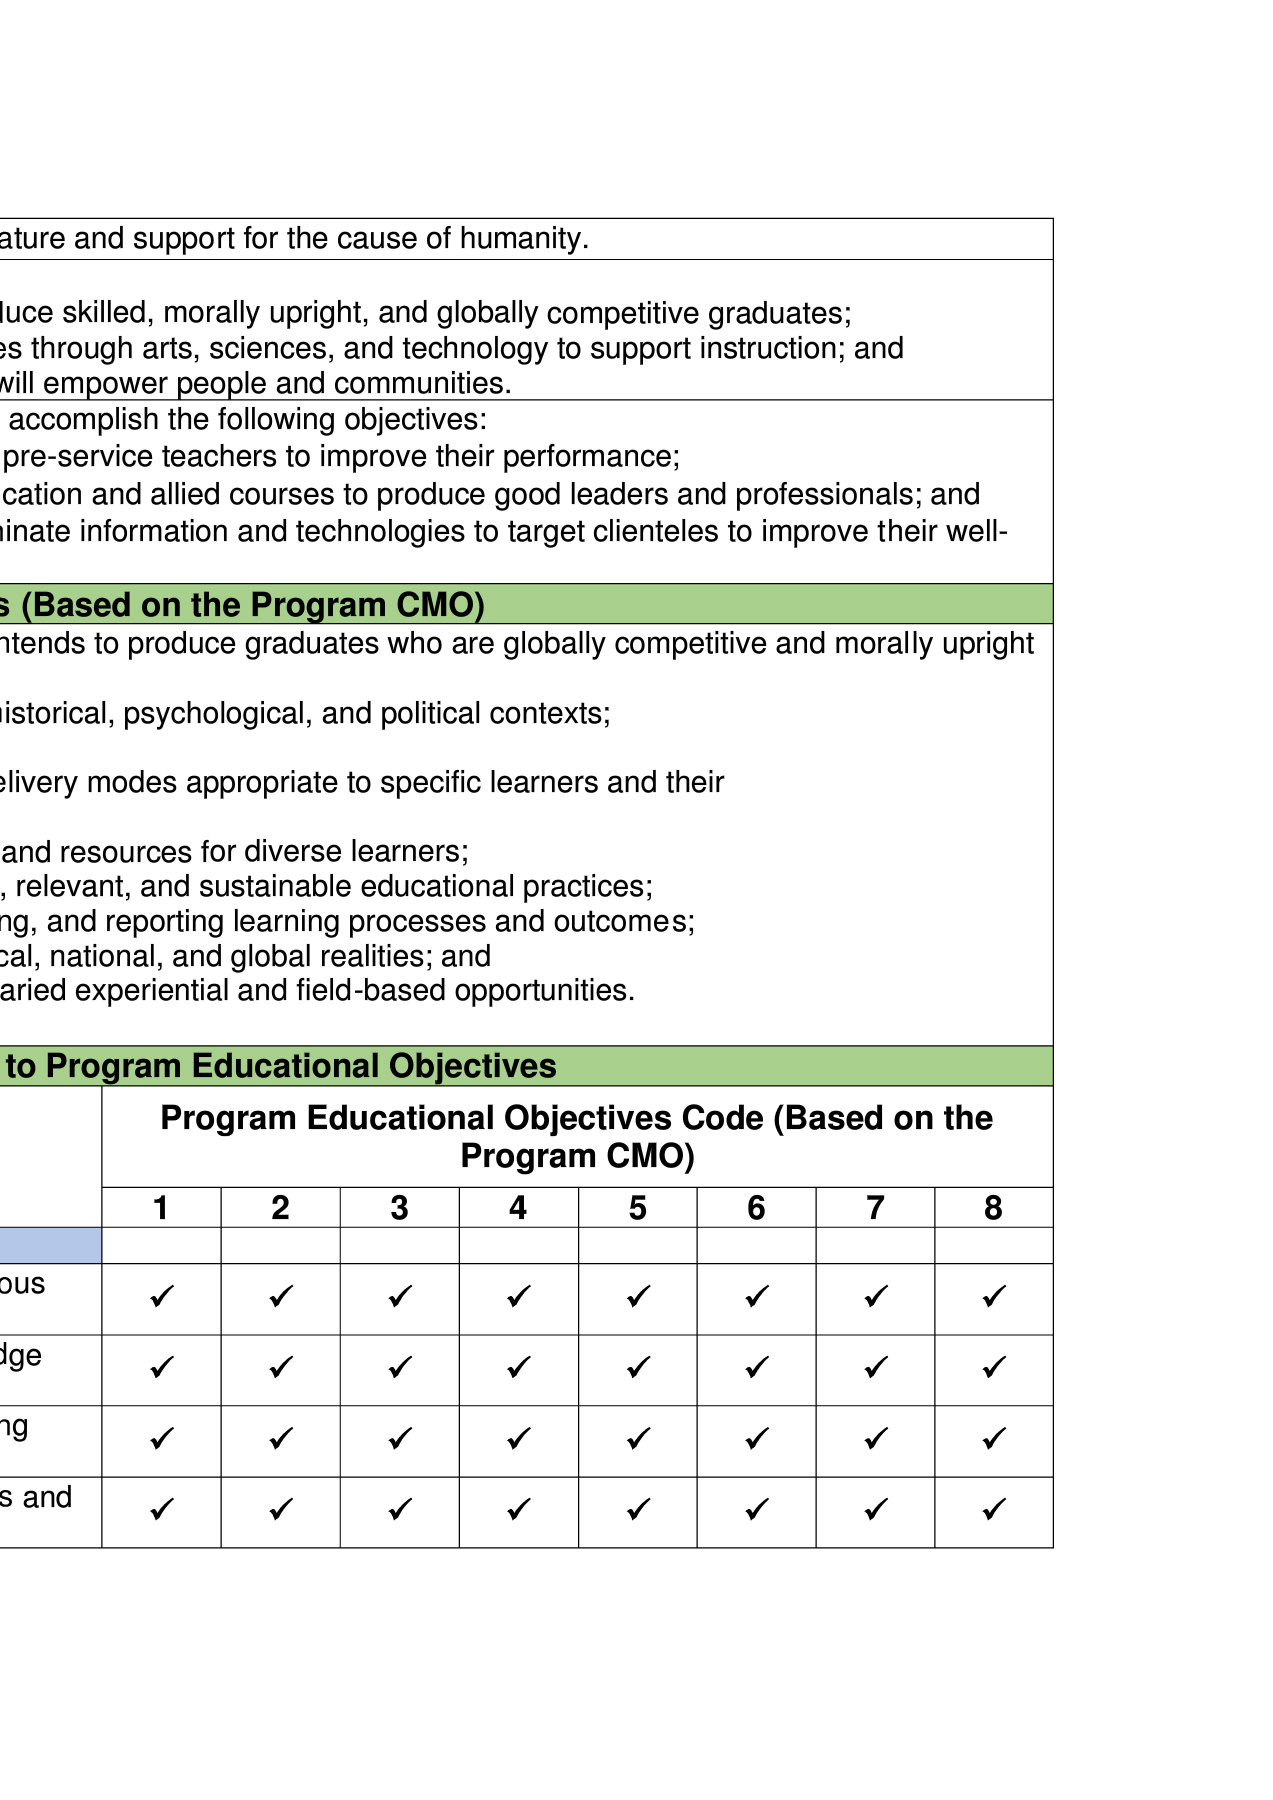 ature and support for the cause of humanity.
duce skilled, morally upright, and globally competitive graduates;
es through arts, sciences, and technology to support instruction; and
will empower people and communities.
accomplish the following objectives:
pre-service teachers to improve their performance;
cation and allied courses to produce good leaders and professionals; and
inate information and technologies to target clienteles to improve their well-
s (Based on the Program CMO)
ntends to produce graduates who are globally competitive and morally upright
historical, psychological, and political contexts;
elivery modes appropriate to specific learners and their
and resources for diverse learners;
, relevant, and sustainable educational practices;
ng, and reporting learning processes and outcomes;
cal, national, and global realities; and
aried experiential and field-based opportunities.
to Program Educational Objectives
Program Educational Objectives Code (Based on the
Program CMO)
1 2 3 4 5 6 7 8
ous
✓ ✓ ✓ ✓ ✓ ✓ ✓ ✓
dge
✓ ✓ ✓ ✓ ✓ ✓ ✓ ✓
ng
✓ ✓ ✓ ✓ ✓ ✓ ✓ ✓
s and
✓ ✓ ✓ ✓ ✓ ✓ ✓ ✓